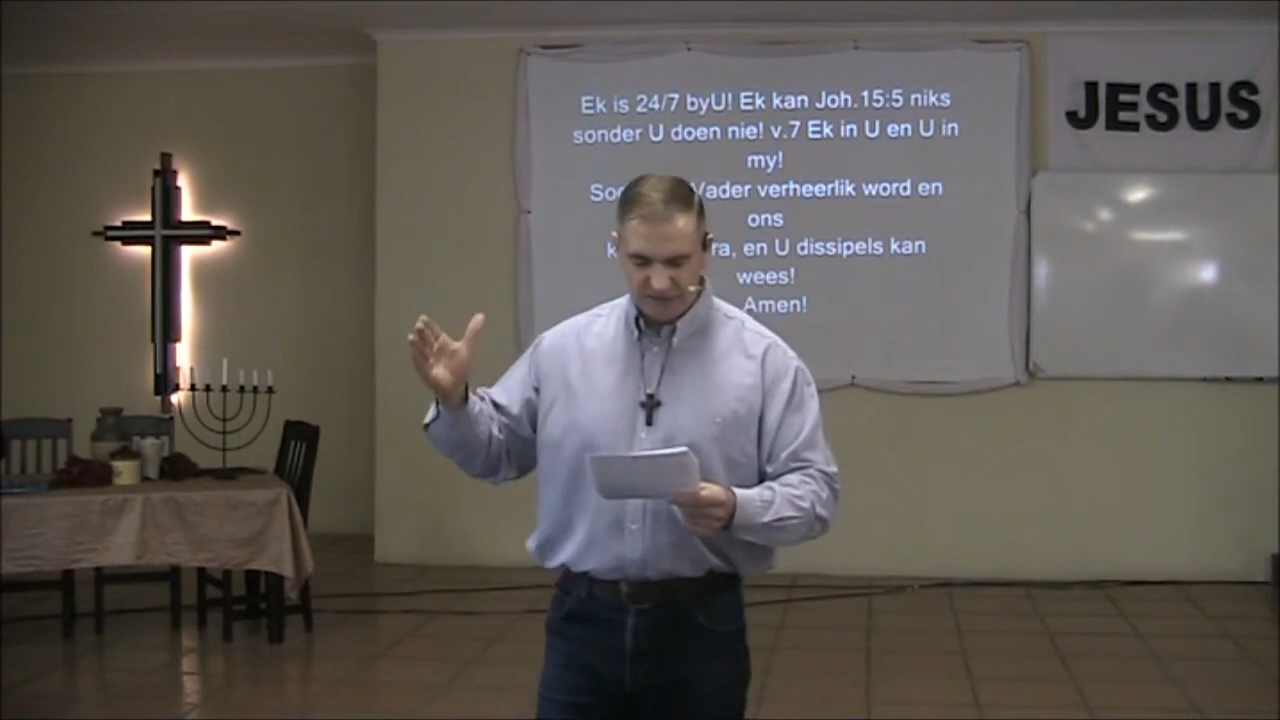 Ek is 24/7 byU! Ek kan Joh.15:5 niks
sonder U doen nie! v.7 Ek in U en U in
my!
Vader verheerlik word en
ons
en U dissipels kan
wees!
Amen!
JESUS